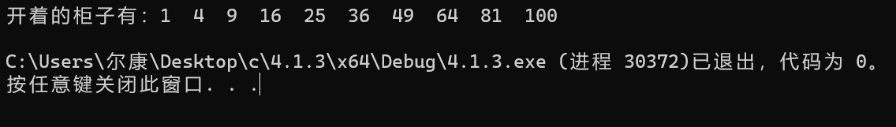 开着的柜子有：1  4  9  16  25  36  49  64  81  100
C:\Users\尔康\Desktop\c\4.1.3\x64\Debug\4.1.3.exe (进程 30372)已退出，代码为 0。
按任意键关闭此窗口. . .